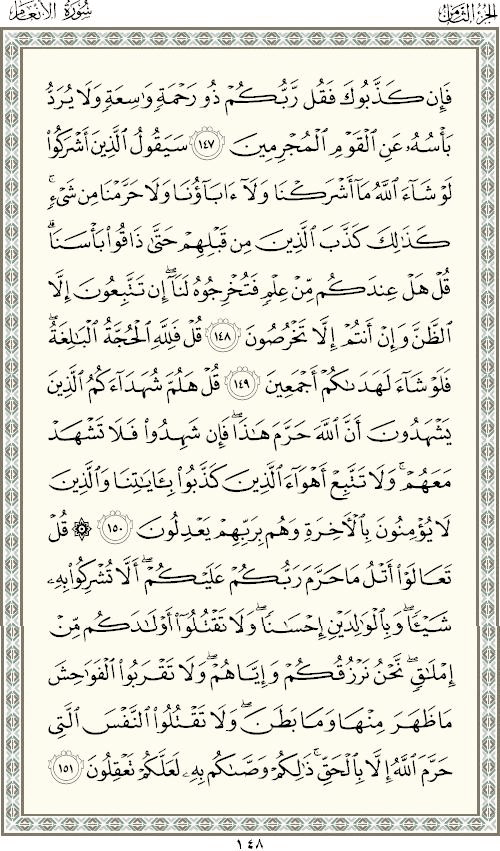 الجزء الثامن
سورة الأنعام
فَإِن كَذَّبُوكَ فَقُل رَّبُّكُمْ ذُو رَحْمَةٍ وَاسِعَةٍ وَلَا يُرَدُّ
بَأْسُهُۥ عَنِ ٱلْقَوْمِ ٱلْمُجْرِمِينَ ١٤٧ سَيَقُولُ ٱلَّذِينَ أَشْرَكُوا۟
لَوْ شَآءَ ٱللَّهُ مَآ أَشْرَكْنَا وَلَآ ءَابَآؤُنَا وَلَا حَرَّمْنَا مِن شَىْءٍ ۚ
كَذَٰلِكَ كَذَّبَ ٱلَّذِينَ مِن قَبْلِهِمْ حَتَّىٰ ذَاقُوا۟ بَأْسَنَا ۗ
قُلْ هَلْ عِندَكُم مِّنْ عِلْمٍ فَتُخْرِجُوهُ لَنَآ ۖ إِن تَتَّبِعُونَ إِلَّا
ٱلظَّنَّ وَإِنْ أَنتُمْ إِلَّا تَخْرُصُونَ ١٤٨ قُلْ فَلِلَّهِ ٱلْحُجَّةُ ٱلْبَٰلِغَةُ ۖ
فَلَوْ شَآءَ لَهَدَىٰكُمْ أَجْمَعِينَ ١٤٩ قُلْ هَلُمَّ شُهَدَآءَكُمُ ٱلَّذِينَ
يَشْهَدُونَ أَنَّ ٱللَّهَ حَرَّمَ هَٰذَا ۖ فَإِن شَهِدُوا۟ فَلَا تَشْهَدْ
مَعَهُمْ ۚ وَلَا تَتَّبِعْ أَهْوَآءَ ٱلَّذِينَ كَذَّبُوا۟ بِـَٔايَٰتِنَا وَٱلَّذِينَ
لَا يُؤْمِنُونَ بِٱلْـَٔاخِرَةِ وَهُم بِرَبِّهِمْ يَعْدِلُونَ ١٥٠ ۞ قُلْ
تَعَالَوْا۟ أَتْلُ مَا حَرَّمَ رَبُّكُمْ عَلَيْكُمْ ۖ أَلَّا تُشْرِكُوا۟ بِهِۦ
شَيْـًٔا ۖ وَبِٱلْوَٰلِدَيْنِ إِحْسَٰنًا ۖ وَلَا تَقْتُلُوٓا۟ أَوْلَٰدَكُم مِّنْ
إِمْلَٰقٍ ۖ نَّحْنُ نَرْزُقُكُمْ وَإِيَّاهُمْ ۖ وَلَا تَقْرَبُوا۟ ٱلْفَوَٰحِشَ
مَا ظَهَرَ مِنْهَا وَمَا بَطَنَ ۖ وَلَا تَقْتُلُوا۟ ٱلنَّفْسَ ٱلَّتِى
حَرَّمَ ٱللَّهُ إِلَّا بِٱلْحَقِّ ۚ ذَٰلِكُمْ وَصَّىٰكُم بِهِۦ لَعَلَّكُمْ تَعْقِلُونَ ١٥١
١٤٨